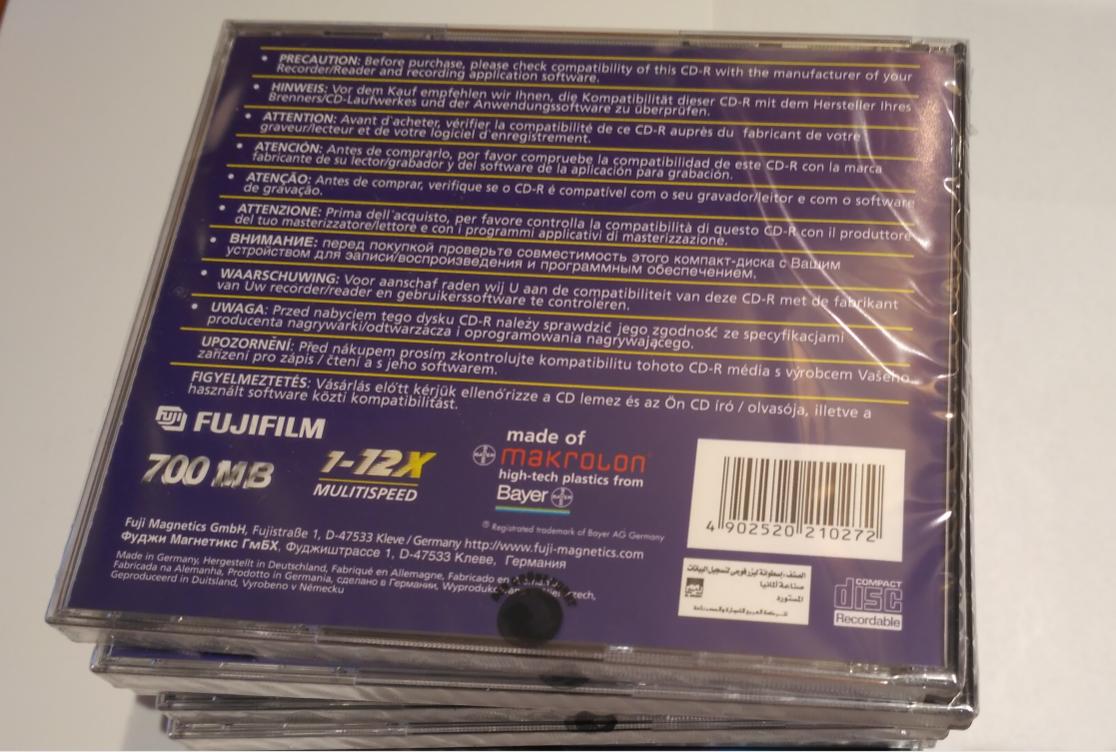 • PRECAUTION: Before purchase, please check compatibility of this CD-R with the manufacturer of your
Recorder/Reader and recording application software.
• HINWEIS: Vor dem Kauf empfehlen wir Ihnen, die Kompatibilität dieser CD-R mit dem Hersteller Ihres
Brenners/CD-Laufwerkes und der Anwendungssoftware zu überprüfen.
• ATTENTION: Avant d'acheter, vérifier la compatibilité de ce CD-R auprès du fabricant de votre
graveur/lecteur et de votre logiciel d'enregistrement.
• ATENCIÓN: Antes de comprarlo, por favor compruebe la compatibilidad de este CD-R con la marca
fabricante de su lector/grabador y del software de la aplicación para grabación.
• ATENÇÃO: Antes de comprar, verifique se o CD-R é compatível com o seu gravador/leitor e com o software
de gravação.
• ATTENZIONE: Prima dell'acquisto, per favore controlla la compatibilità di questo CD-R con il produttore
del tuo masterizzatore/lettore e con i programmi applicativi di masterizzazione.
• ВНИМАНИЕ: перед покупкой проверьте совместимость этого компакт-диска с Вашим
устройством для записи/воспроизведения и программным обеспечением.
• WAARSCHUWING: Voor aanschaf raden wij U aan de compatibiliteit van deze CD-R met de fabrikant
van Uw recorder/reader en gebruikerssoftware te controleren.
• UWAGA: Przed nabyciem tego dysku CD-R należy sprawdzić jego zgodność ze specyfikacjami
producenta nagrywarki/odtwarzacza i oprogramowania nagrywającego.
UPOZORNĚNÍ: Před nákupem prosím zkontrolujte kompatibilitu tohoto CD-R média s výrobcem Vašeho
zařízení pro zápis / čtení a s jeho softwarem.
FIGYELMEZTETÉS: Vásárlás előtt kérjük ellenőrizze a CD lemez és az Ön CD író / olvasója, illetve a
használt software közti kompatibilitást.
FUJI FUJIFILM
700 MB
1-12X
MULTISPEED
made of
BAYER makrolon®
high-tech plastics from
Bayer BAYER
® Registrated trademark of Bayer AG Germany
4 902520 210272
Fuji Magnetics GmbH, Fujistraße 1, D-47533 Kleve / Germany http://www.fuji-magnetics.com
Фуджи Магнетикс ГмБХ, Фуджиштрассе 1, D-47533 Клеве, Германия
Made in Germany, Hergestellt in Deutschland, Fabriqué en Allemagne, Fabricado en
Fabricada na Alemanha, Prodotto in Germania, сделано в Германии,
Geproduceerd in Duitsland, Vyrobeno v Německu
صناعة ألمانيا
المستورد
COMPACT
disc
Recordable